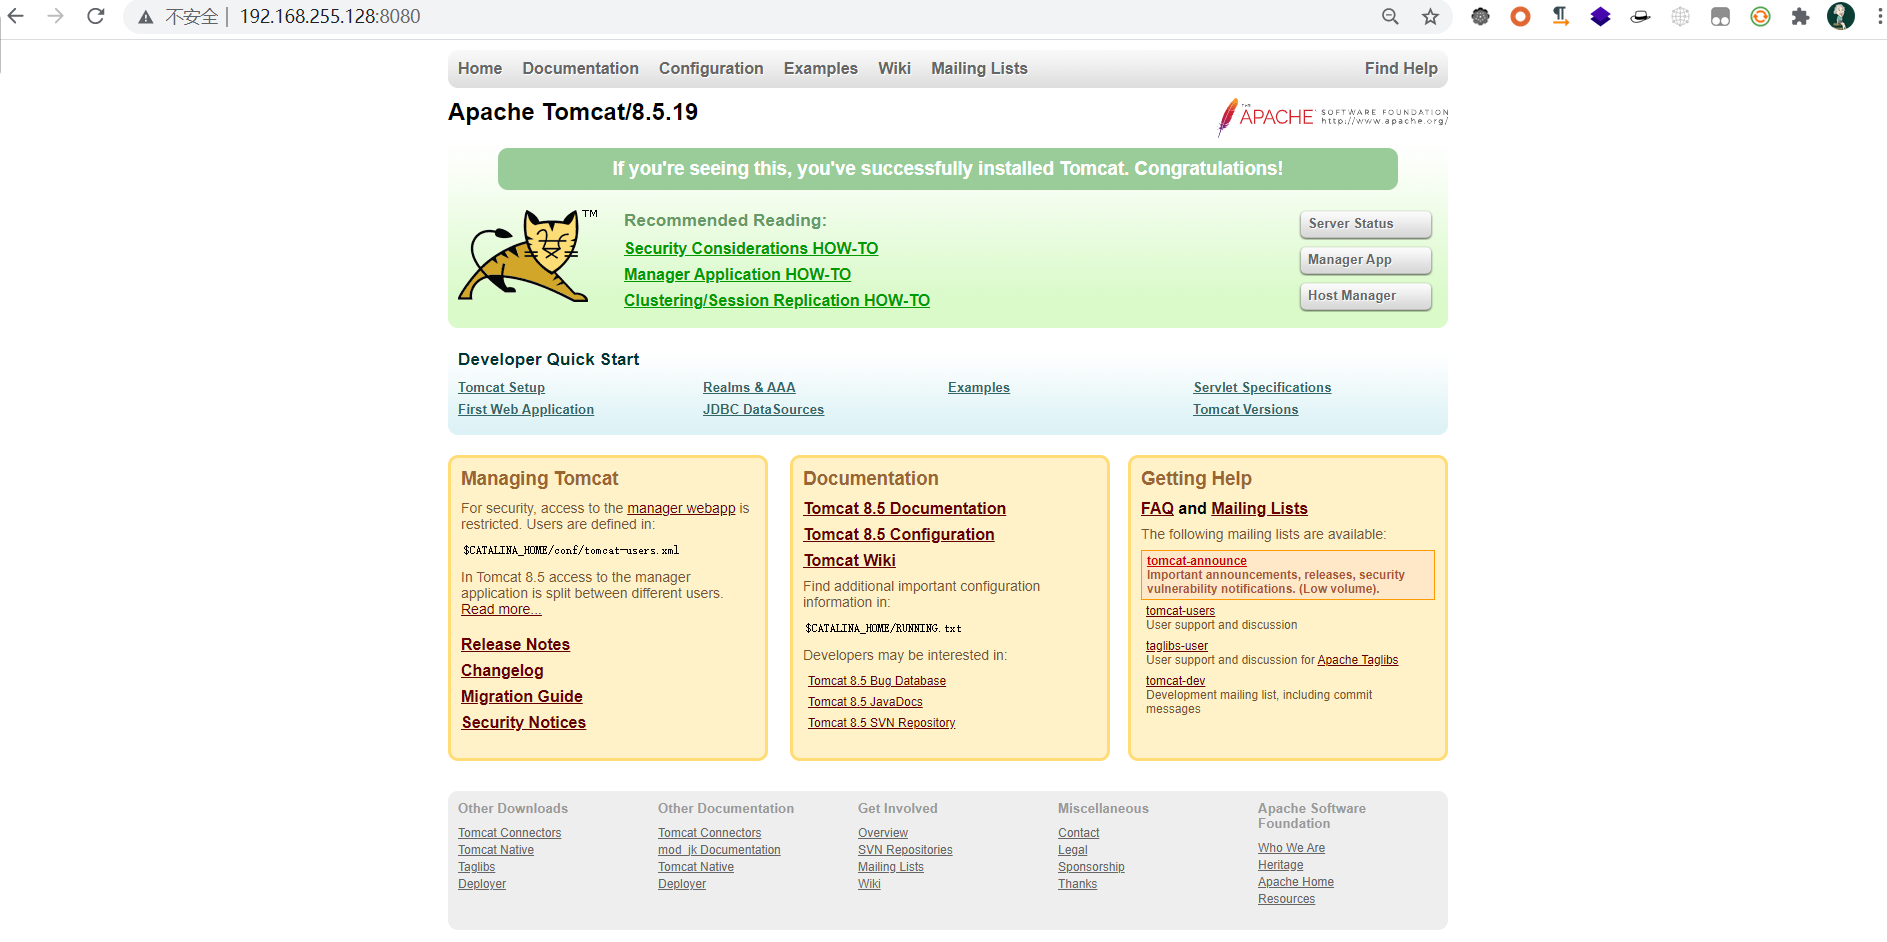 不安全 | 192.168.255.128:8080
Home Documentation Configuration Examples Wiki Mailing Lists Find Help
Apache Tomcat/8.5.19
THE APACHE SOFTWARE FOUNDATION
http://www.apache.org/
If you're seeing this, you've successfully installed Tomcat. Congratulations!
TM
Recommended Reading:
Security Considerations HOW-TO
Manager Application HOW-TO
Clustering/Session Replication HOW-TO
Server Status
Manager App
Host Manager
Developer Quick Start
Tomcat Setup
First Web Application
Realms & AAA
JDBC DataSources
Examples
Servlet Specifications
Tomcat Versions
Managing Tomcat
For security, access to the manager webapp is
restricted. Users are defined in:
$CATALINA_HOME/conf/tomcat-users.xml
In Tomcat 8.5 access to the manager
application is split between different users.
Read more...
Release Notes
Changelog
Migration Guide
Security Notices
Documentation
Tomcat 8.5 Documentation
Tomcat 8.5 Configuration
Tomcat Wiki
Find additional important configuration
information in:
$CATALINA_HOME/RUNNING.txt
Developers may be interested in:
Tomcat 8.5 Bug Database
Tomcat 8.5 JavaDocs
Tomcat 8.5 SVN Repository
Getting Help
FAQ and Mailing Lists
The following mailing lists are available:
tomcat-announce
Important announcements, releases, security
vulnerability notifications. (Low volume).
tomcat-users
User support and discussion
taglibs-user
User support and discussion for Apache Taglibs
tomcat-dev
Development mailing list, including commit
messages
Other Downloads
Tomcat Connectors
Tomcat Native
Taglibs
Deployer
Other Documentation
Tomcat Connectors
mod_jk Documentation
Tomcat Native
Deployer
Get Involved
Overview
SVN Repositories
Mailing Lists
Wiki
Miscellaneous
Contact
Legal
Sponsorship
Thanks
Apache Software
Foundation
Who We Are
Heritage
Apache Home
Resources